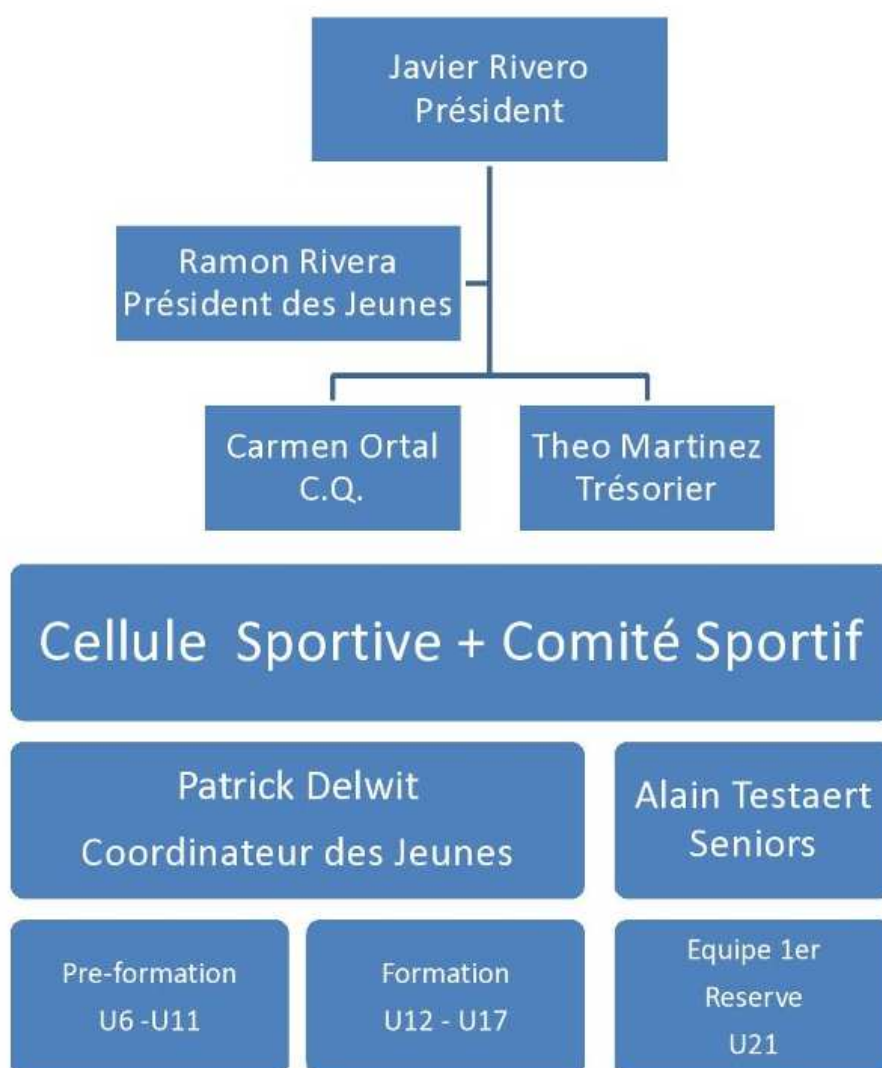 Javier Rivero
Président
Ramon Rivera
Président des Jeunes
Carmen Ortal
C.Q.
Theo Martinez
Trésorier
Cellule Sportive + Comité Sportif
Patrick Delwit
Coordinateur des Jeunes
Alain Testaert
Seniors
Pre-formation
U6 -U11
Formation
U12 - U17
Equipe 1er
Reserve
U21